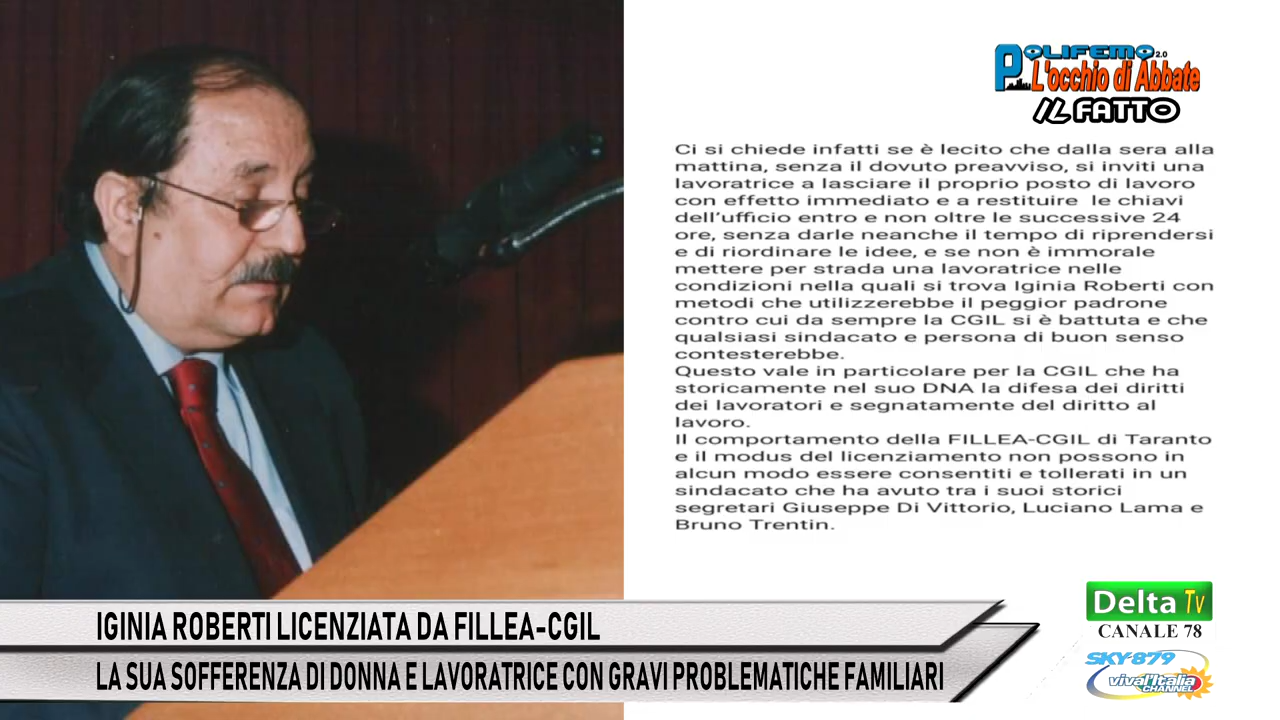 POLIFEMO 2.0
L'occhio di Abbate
IL FATTO
Ci si chiede infatti se è lecito che dalla sera alla
mattina, senza il dovuto preavviso, si inviti una
lavoratrice a lasciare il proprio posto di lavoro
con effetto immediato e a restituire le chiavi
dell'ufficio entro e non oltre le successive 24
ore, senza darle neanche il tempo di riprendersi
e di riordinare le idee, e se non è immorale
mettere per strada una lavoratrice nelle
condizioni nella quali si trova Iginia Roberti con
metodi che utilizzerebbe il peggior padrone
contro cui da sempre la CGIL si è battuta e che
qualsiasi sindacato e persona di buon senso
contesterebbe.
Questo vale in particolare per la CGIL che ha
storicamente nel suo DNA la difesa dei diritti
dei lavoratori e segnatamente del diritto al
lavoro.
Il comportamento della FILLEA-CGIL di Taranto
e il modus del licenziamento non possono in
alcun modo essere consentiti e tollerati in un
sindacato che ha avuto tra i suoi storici
segretari Giuseppe Di Vittorio, Luciano Lama e
Bruno Trentin.
IGINIA ROBERTI LICENZIATA DA FILLEA-CGIL
LA SUA SOFFERENZA DI DONNA E LAVORATRICE CON GRAVI PROBLEMATICHE FAMILIARI
Delta Tv
CANALE 78
SKY 879
viva l'Italia
CHANNEL